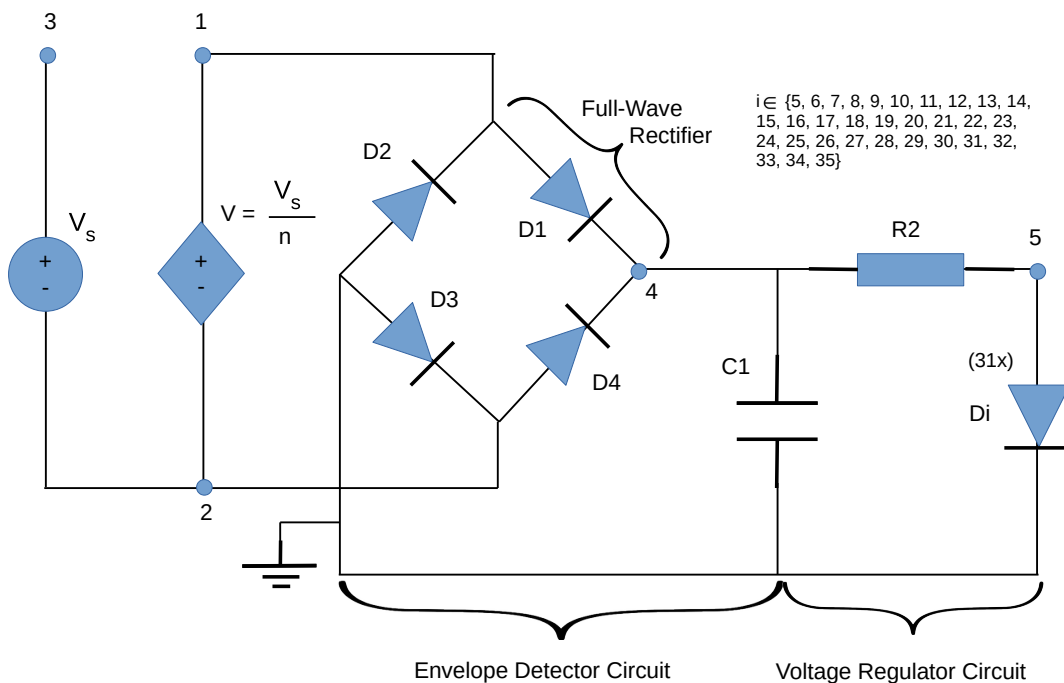 3
1
Full-Wave
Rectifier
i∈ {5, 6, 7, 8, 9, 10, 11, 12, 13, 14,
15, 16, 17, 18, 19, 20, 21, 22, 23,
24, 25, 26, 27, 28, 29, 30, 31, 32,
33, 34, 35}
D2
D1
Vs
+
-
V = Vs
n
+
-
R2
5
4
D3
D4
C1
(31x)
Di
2
Envelope Detector Circuit
Voltage Regulator Circuit